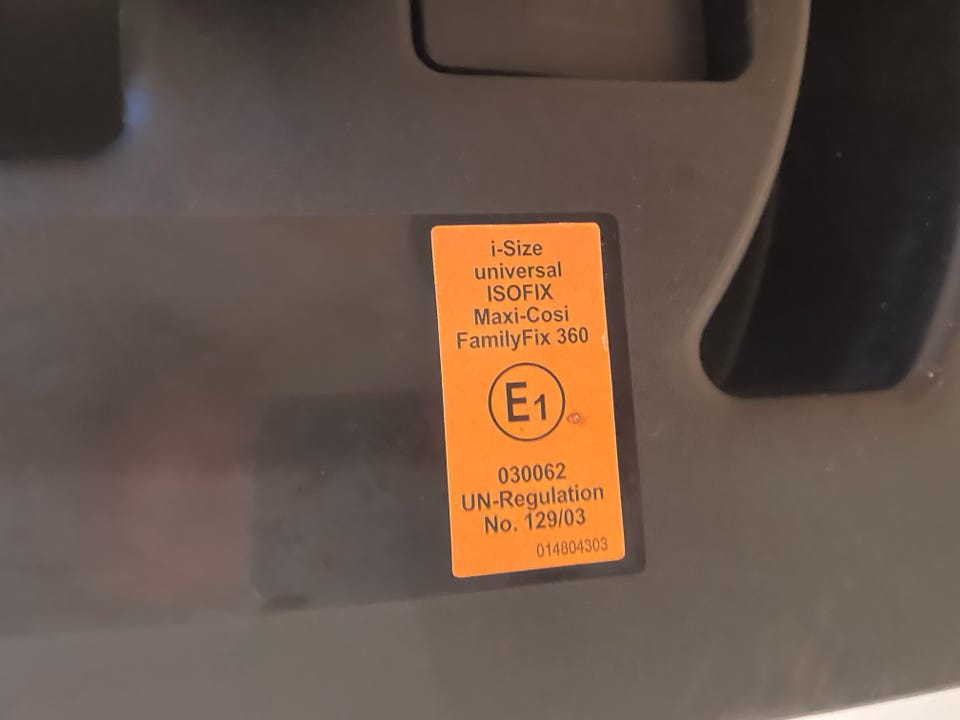 i-Size
universal
ISOFIX
Maxi-Cosi
FamilyFix 360
E1
030062
UN-Regulation
No. 129/03
014804303